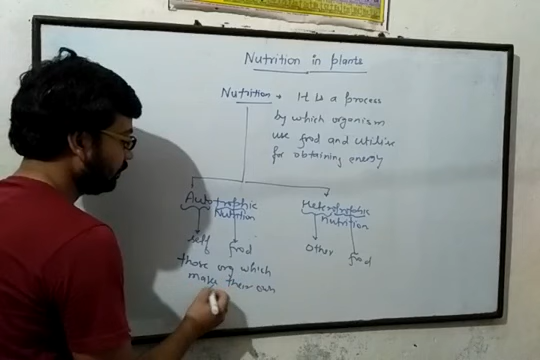 Nutrition in plants
Nutrition → It is a process
by which organism
use food and utilise
for obtaining energy
Autotrophic
Nutrition
Heterotrophic
Nutrition
self
food
Other
food
those org which
make their own